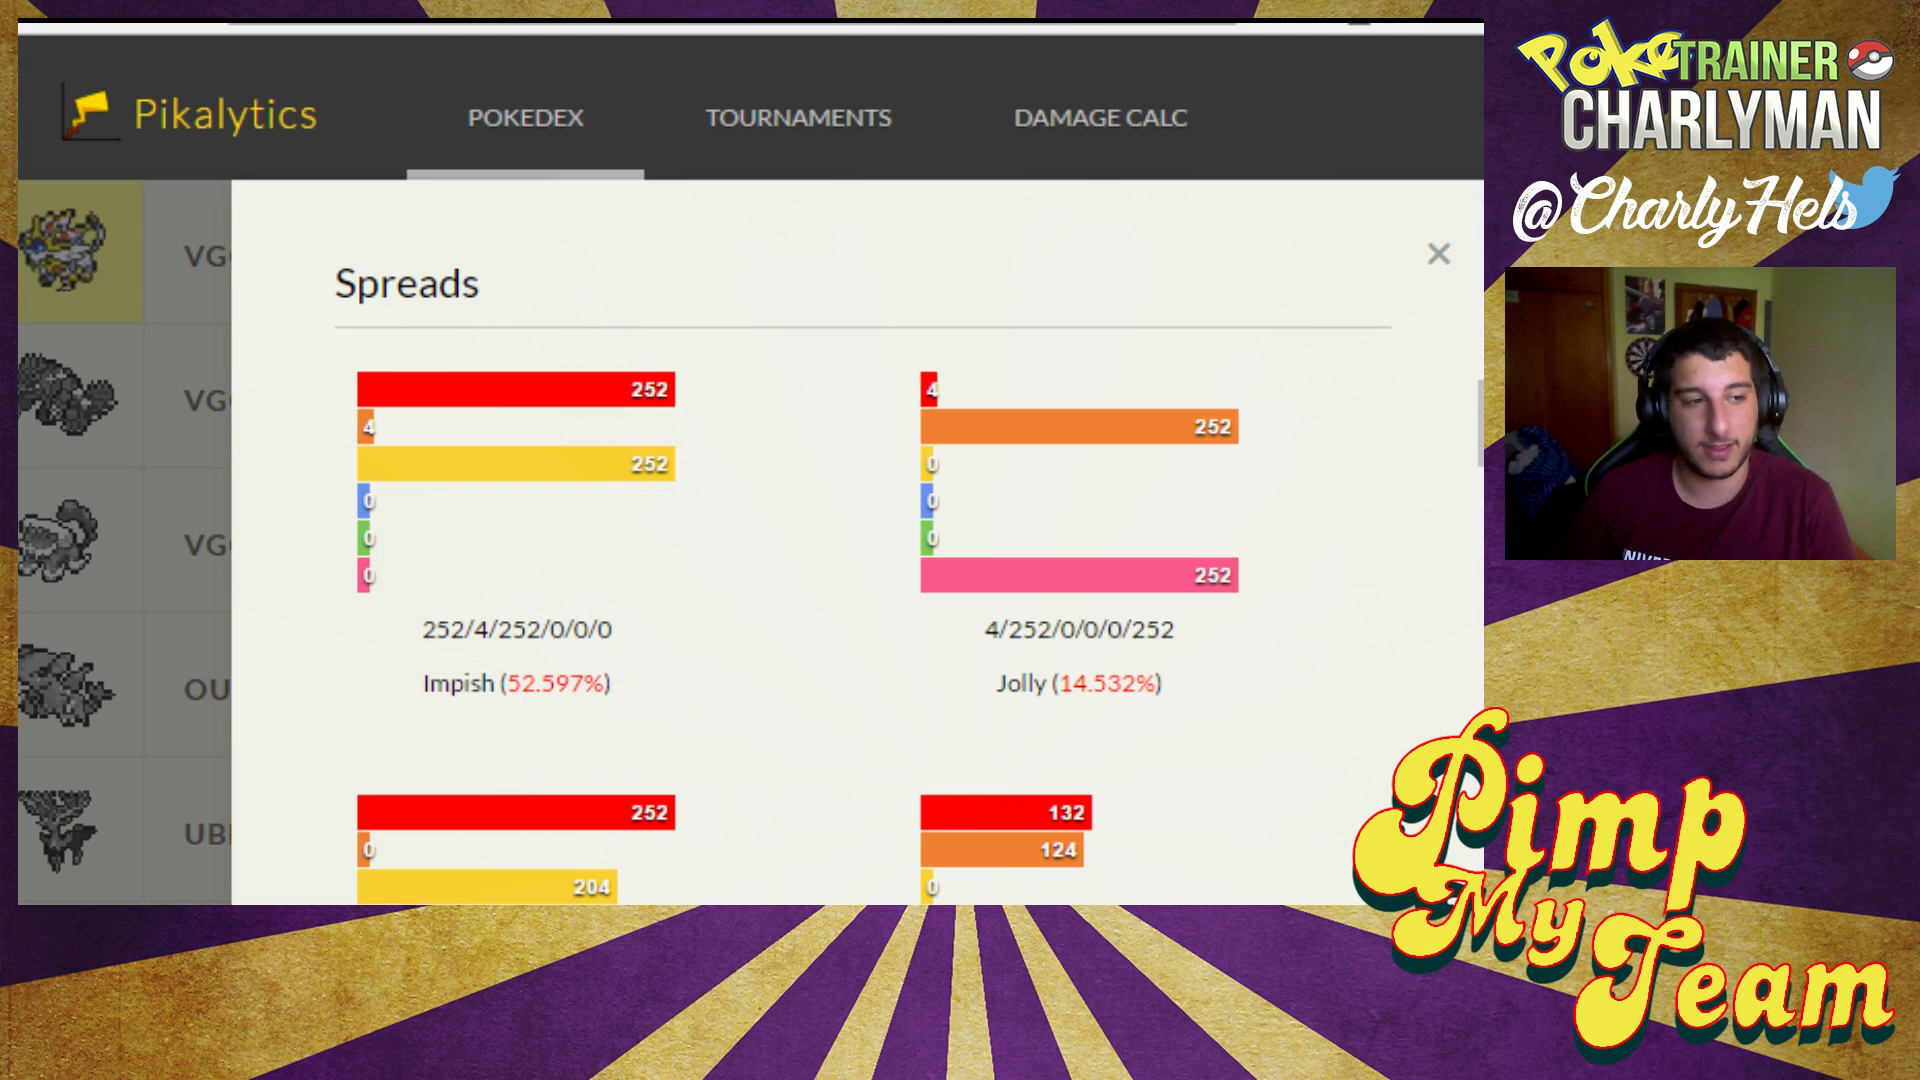 Pikalytics
POKEDEX
TOURNAMENTS
DAMAGE CALC
VG
VG
VG
OU
UB
Spreads
252
4
252
0
0
0
252/4/252/0/0/0
Impish (52.597%)
4
252
0
0
0
252
4/252/0/0/0/252
Jolly (14.532%)
252
0
204
132
124
0
POKéTRAINER
CHARLYMAN
@CharlyHels
Pimp
My
Team